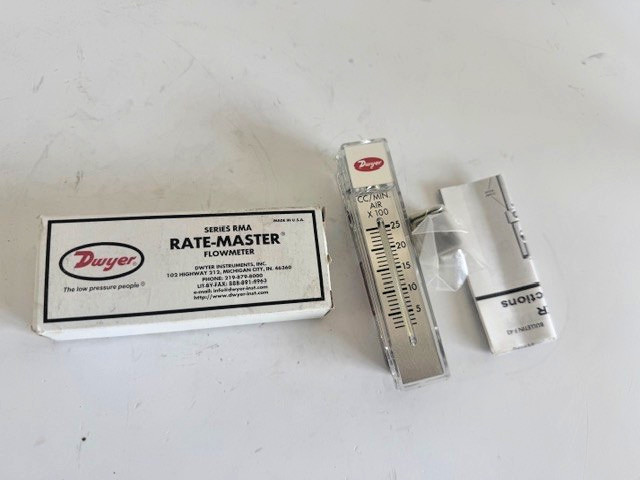 MADE IN U.S.A.
SERIES RMA
RATE-MASTER®
FLOWMETER
Dwyer
The low pressure people®
DWYER INSTRUMENTS, INC.
102 HIGHWAY 212, MICHIGAN CITY, IN. 46360
PHONE: 219-879-8000
LIT-BY-FAX: 888-891-4963
e-mail: info@dwyer-inst.com
http://www.dwyer-inst.com
Dwyer
CC/MIN.
AIR
X 100
25
20
15
10
5
R
ctions
BULLETIN F-43